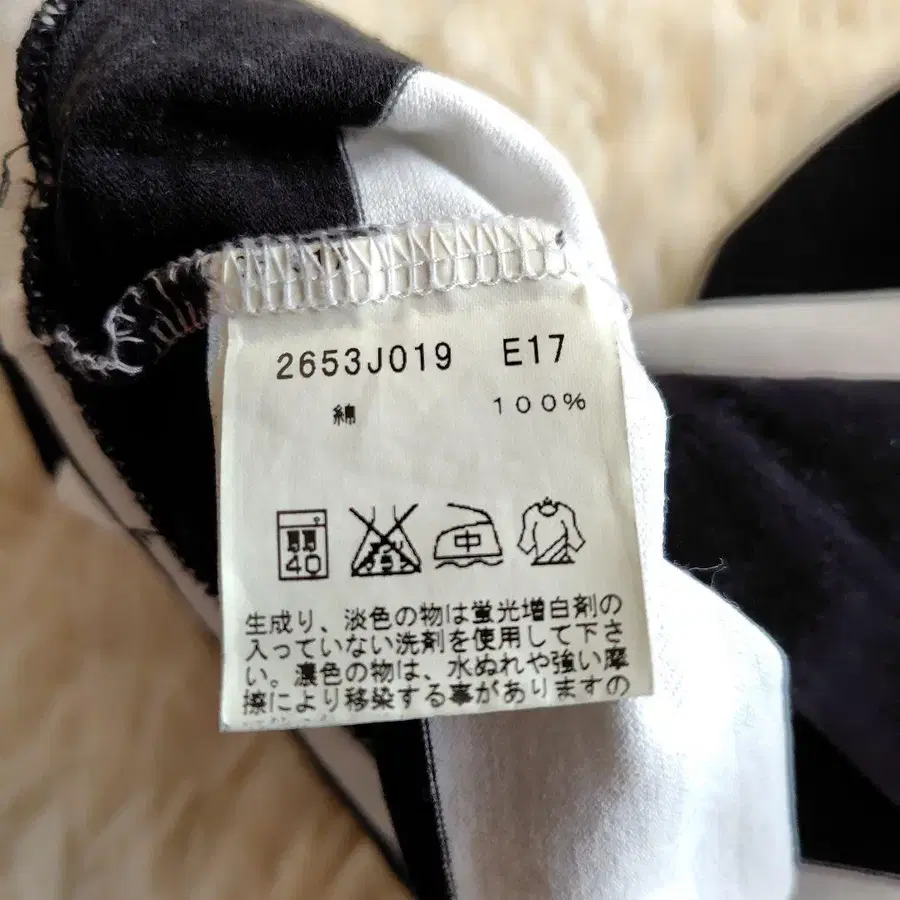 2653J019 E17
綿 100%
40
中
生成り、淡色の物は蛍光増白剤の
入っていない洗剤を使用して下さ
い。濃色の物は、水ぬれや強い摩
擦により移染する事がありますの